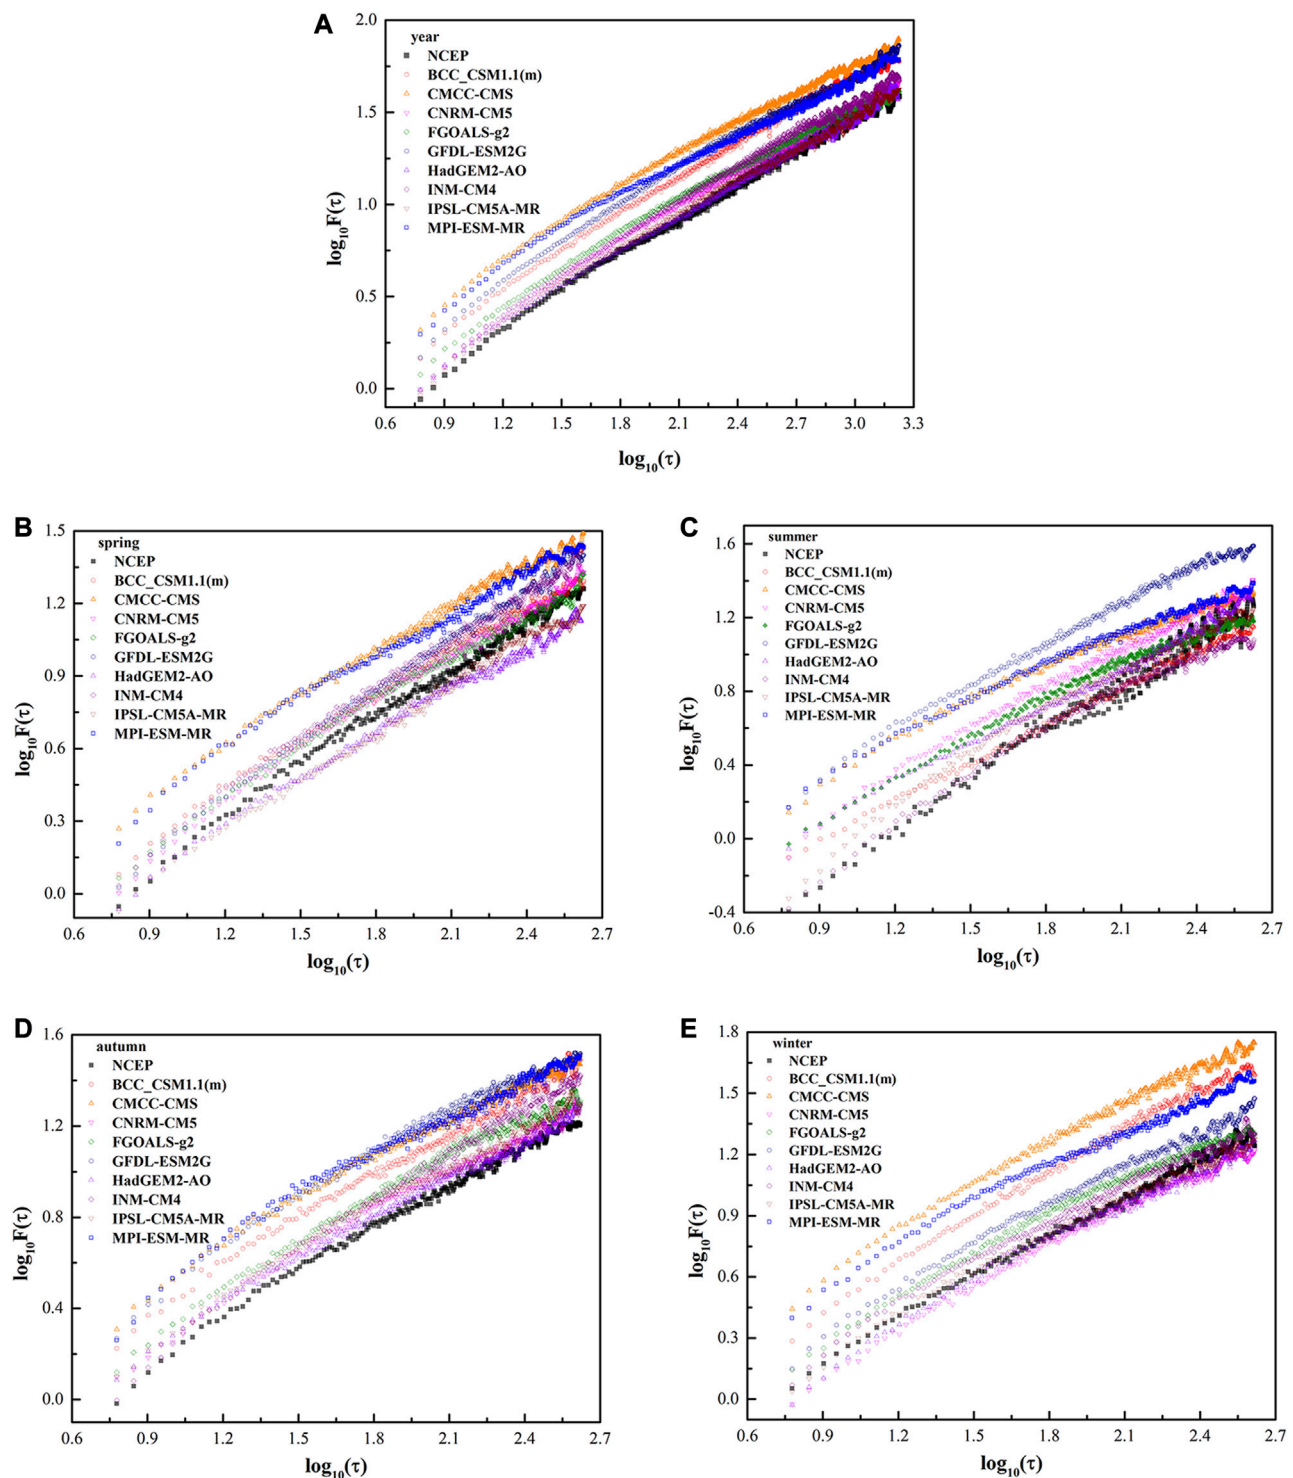 A
year
NCEP
BCC_CSM1.1(m)
CMCC-CMS
CNRM-CM5
FGOALS-g2
GFDL-ESM2G
HadGEM2-AO
INM-CM4
IPSL-CM5A-MR
MPI-ESM-MR
2.0
1.5
1.0
0.5
0.0
log10F(τ)
0.6 0.9 1.2 1.5 1.8 2.1 2.4 2.7 3.0 3.3
log10(τ)
B
spring
NCEP
BCC_CSM1.1(m)
CMCC-CMS
CNRM-CM5
FGOALS-g2
GFDL-ESM2G
HadGEM2-AO
INM-CM4
IPSL-CM5A-MR
MPI-ESM-MR
1.5
1.2
0.9
0.6
0.3
0.0
log10F(τ)
0.6 0.9 1.2 1.5 1.8 2.1 2.4 2.7
log10(τ)
C
summer
NCEP
BCC_CSM1.1(m)
CMCC-CMS
CNRM-CM5
FGOALS-g2
GFDL-ESM2G
HadGEM2-AO
INM-CM4
IPSL-CM5A-MR
MPI-ESM-MR
1.6
1.2
0.8
0.4
0.0
-0.4
log10F(τ)
0.6 0.9 1.2 1.5 1.8 2.1 2.4 2.7
log10(τ)
D
autumn
NCEP
BCC_CSM1.1(m)
CMCC-CMS
CNRM-CM5
FGOALS-g2
GFDL-ESM2G
HadGEM2-AO
INM-CM4
IPSL-CM5A-MR
MPI-ESM-MR
1.6
1.2
0.8
0.4
0.0
log10F(τ)
0.6 0.9 1.2 1.5 1.8 2.1 2.4 2.7
log10(τ)
E
winter
NCEP
BCC_CSM1.1(m)
CMCC-CMS
CNRM-CM5
FGOALS-g2
GFDL-ESM2G
HadGEM2-AO
INM-CM4
IPSL-CM5A-MR
MPI-ESM-MR
1.8
1.5
1.2
0.9
0.6
0.3
0.0
log10F(τ)
0.6 0.9 1.2 1.5 1.8 2.1 2.4 2.7
log10(τ)